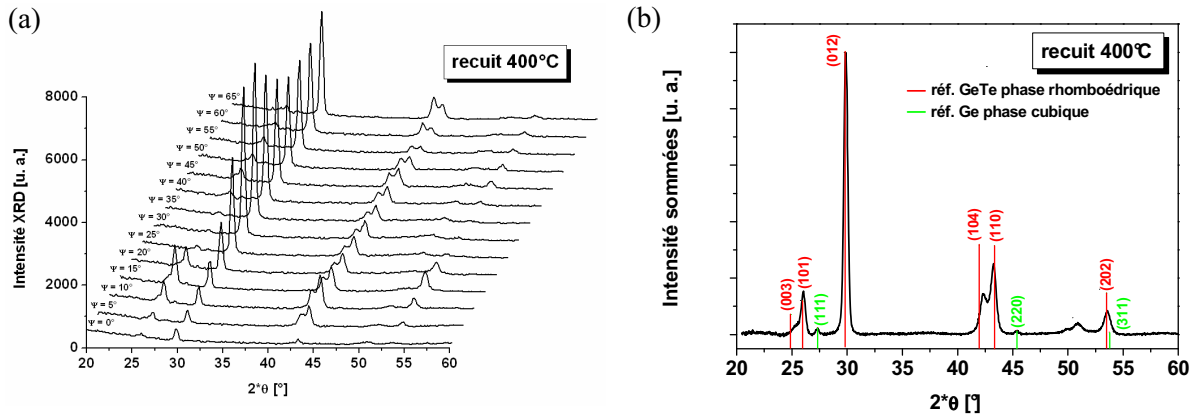 (a)
recuit 400°C
Intensité XRD [u. a.]
8000
6000
4000
2000
0
Ψ = 65°
Ψ = 60°
Ψ = 55°
Ψ = 50°
Ψ = 45°
Ψ = 40°
Ψ = 35°
Ψ = 30°
Ψ = 25°
Ψ = 20°
Ψ = 15°
Ψ = 10°
Ψ = 5°
Ψ = 0°
20 25 30 35 40 45 50 55 60
2*θ [°]
(b)
recuit 400°C
réf. GeTe phase rhomboédrique
réf. Ge phase cubique
Intensité sommées [u. a.]
(003)
(101)
(111)
(012)
(104)
(110)
(220)
(202)
(311)
20 25 30 35 40 45 50 55 60
2*θ [°]